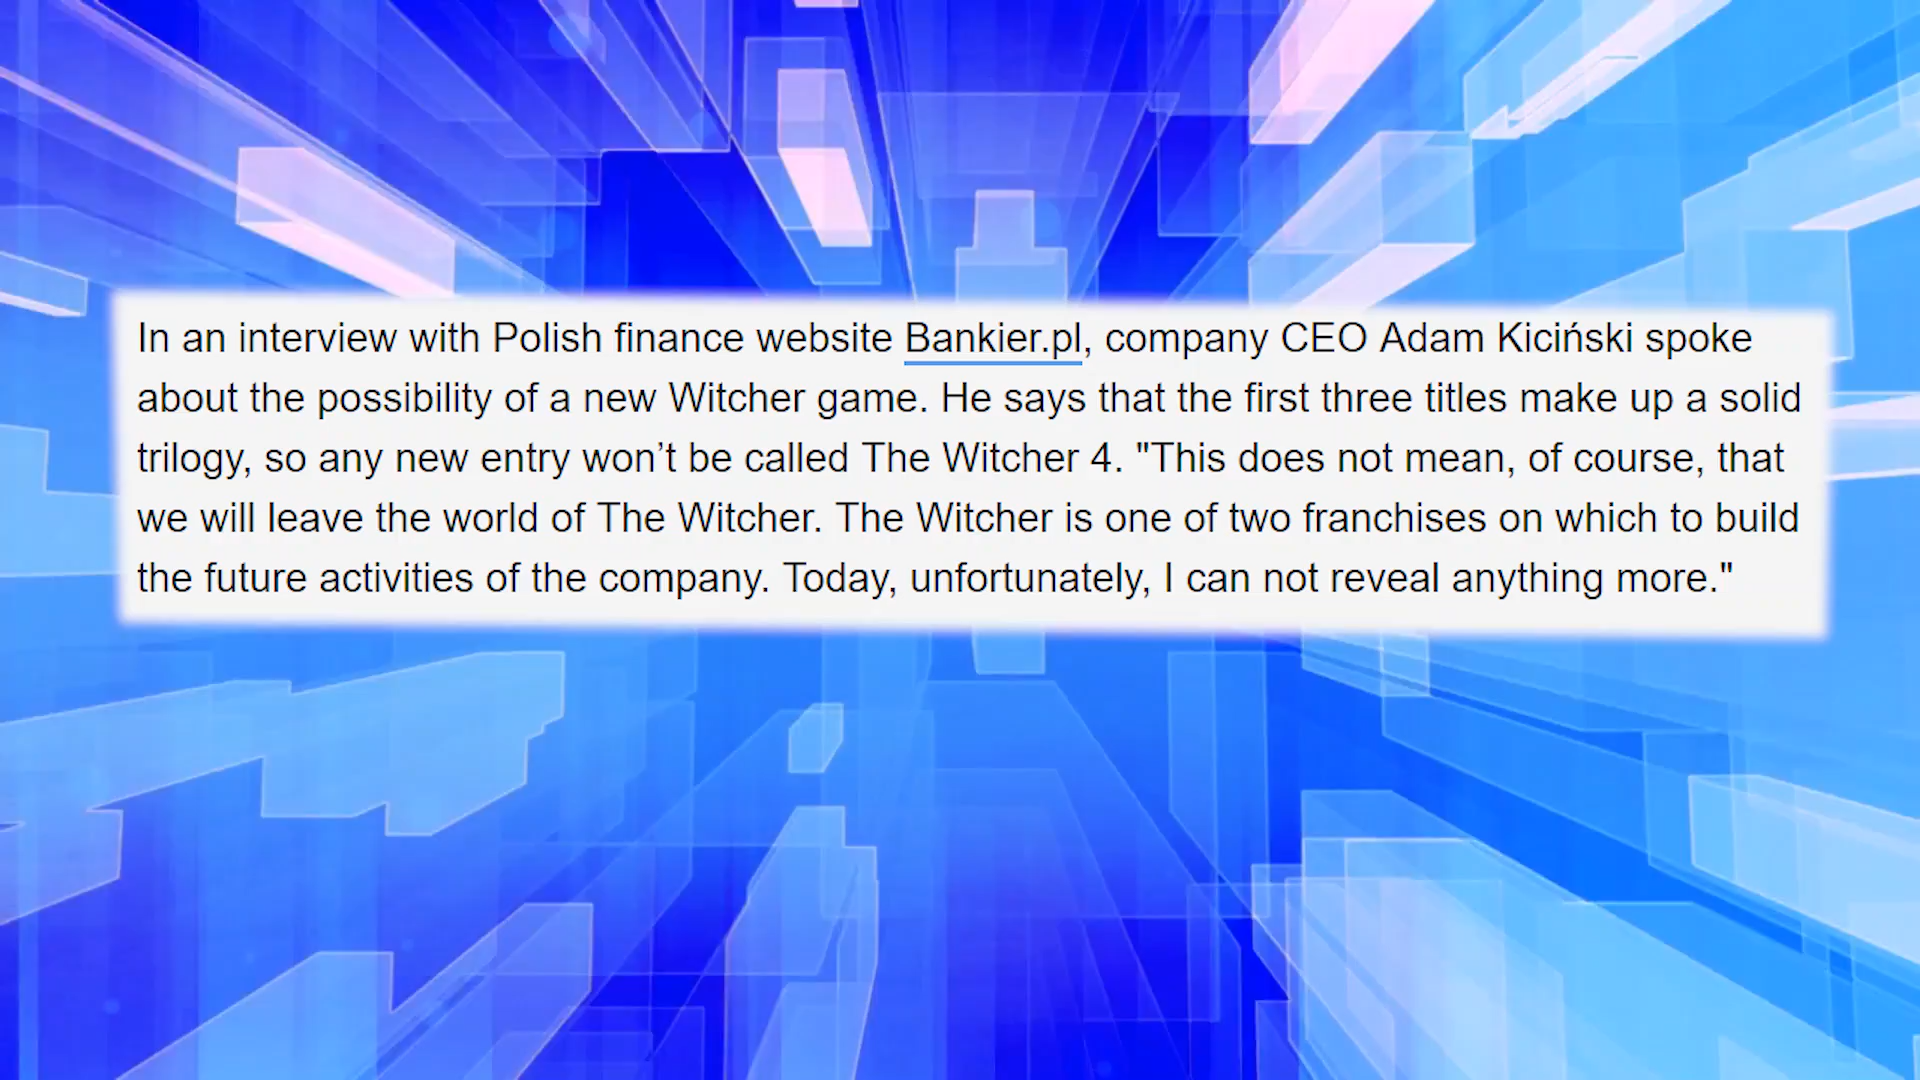 In an interview with Polish finance website Bankier.pl, company CEO Adam Kiciński spoke
about the possibility of a new Witcher game. He says that the first three titles make up a solid
trilogy, so any new entry won’t be called The Witcher 4. "This does not mean, of course, that
we will leave the world of The Witcher. The Witcher is one of two franchises on which to build
the future activities of the company. Today, unfortunately, I can not reveal anything more."